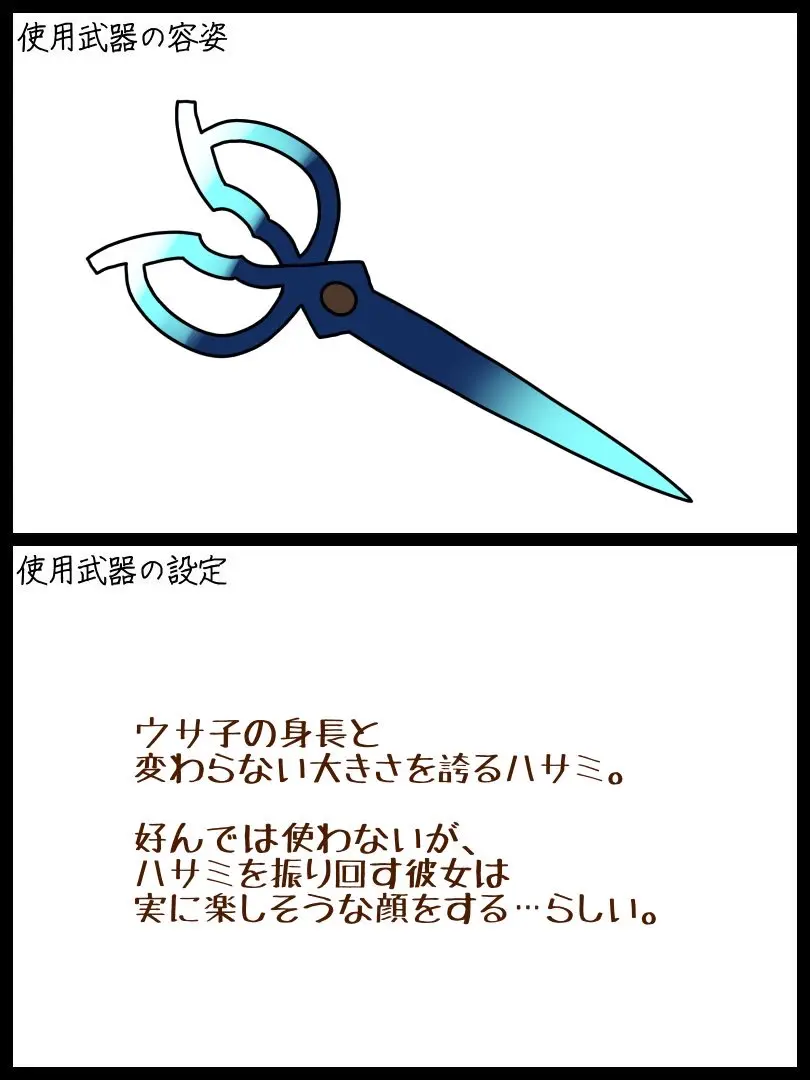 使用武器の容姿
使用武器の設定
ウサ子の身長と
変わらない大きさを誇るハサミ。
好んでは使わないが、
ハサミを振り回す彼女は
実に楽しそうな顔をする…らしい。